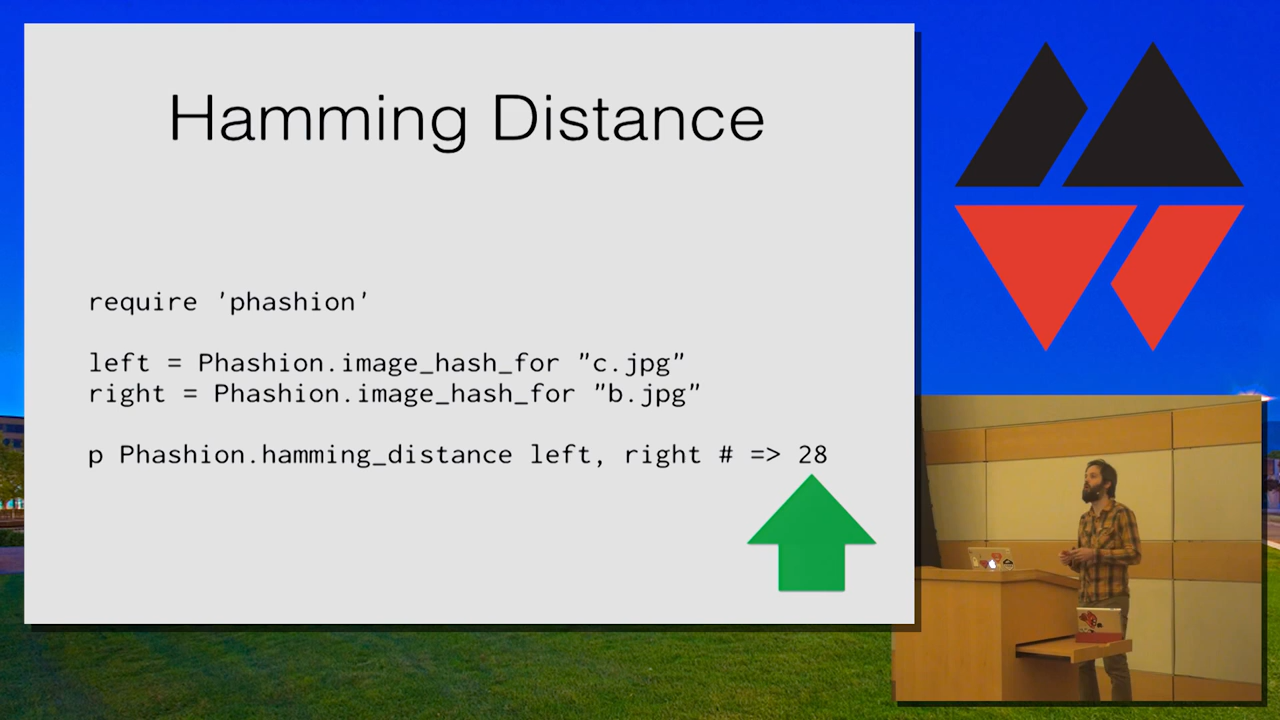 Hamming Distance
require 'phashion'
left = Phashion.image_hash_for "c.jpg"
right = Phashion.image_hash_for "b.jpg"
p Phashion.hamming_distance left, right # => 28